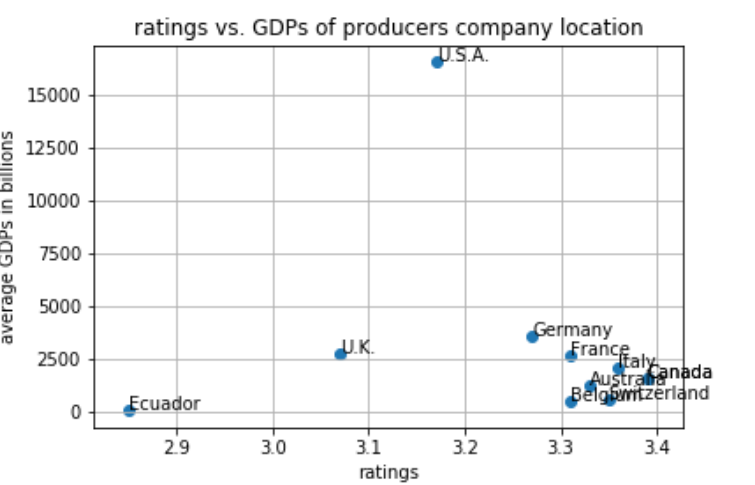 ratings vs. GDPs of producers company location
U.S.A.
15000
12500
10000
7500
5000
2500
0
average GDPs in billions
Germany
France
U.K.
Italy
Canada
Australia
Switzerland
Belgium
Ecuador
2.9 3.0 3.1 3.2 3.3 3.4
ratings